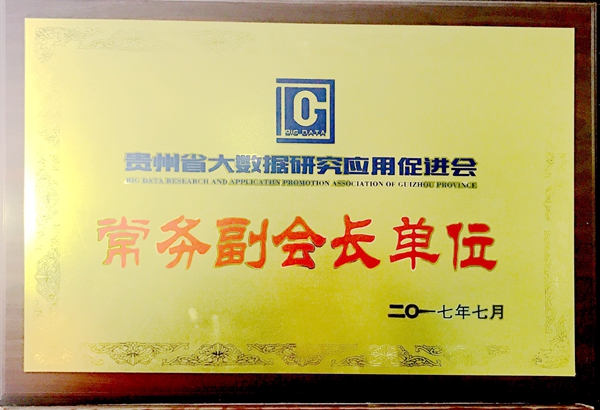 BIG DATA
贵州省大数据研究应用促进会
BIG DATA RESEARCH AND APPLICATIIN PROMOTION ASSOCIATION OF GUIZHOU PROVINCE
常务副会长单位
二〇一七年七月